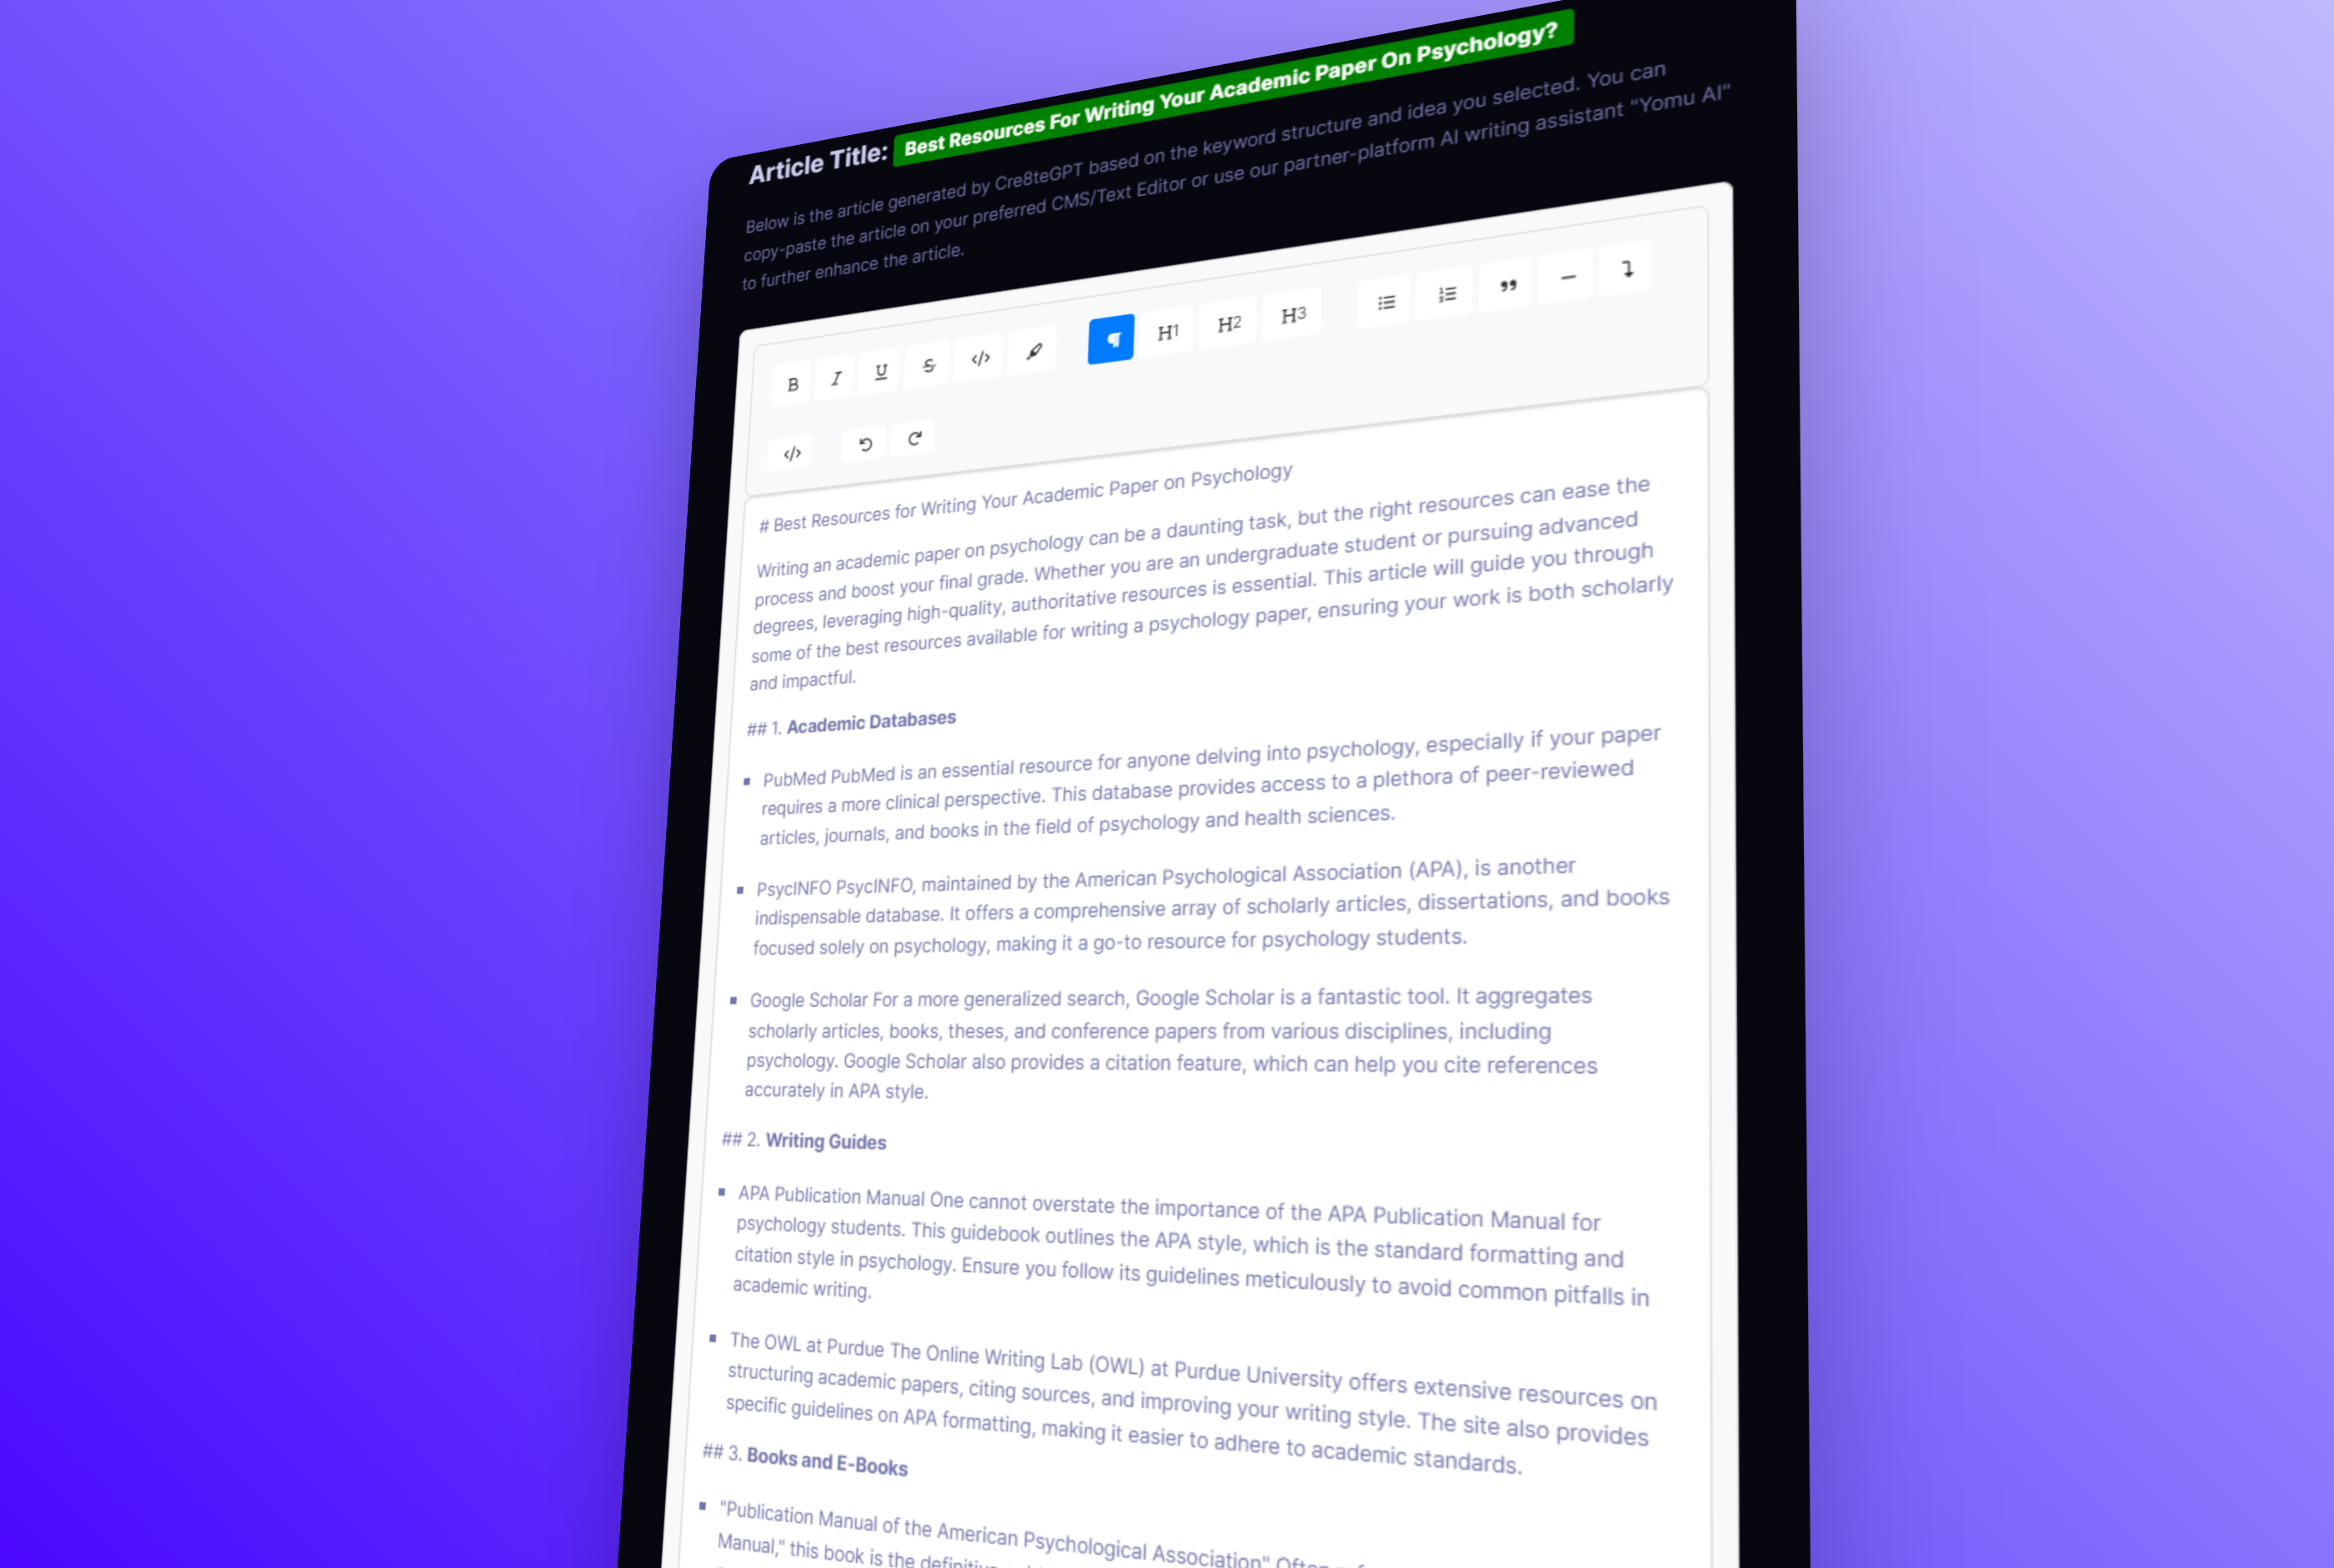 Article Title: Best Resources For Writing Your Academic Paper On Psychology?
Below is the article generated by Cre8teGPT based on the keyword structure and idea you selected. You can
copy-paste the article on your preferred CMS/Text Editor or use our partner-platform AI writing assistant "Yomu AI"
to further enhance the article.
B I U S </> ¶ H1 H2 H3
</>
# Best Resources for Writing Your Academic Paper on Psychology
Writing an academic paper on psychology can be a daunting task, but the right resources can ease the
process and boost your final grade. Whether you are an undergraduate student or pursuing advanced
degrees, leveraging high-quality, authoritative resources is essential. This article will guide you through
some of the best resources available for writing a psychology paper, ensuring your work is both scholarly
and impactful.
## 1. Academic Databases
▪ PubMed PubMed is an essential resource for anyone delving into psychology, especially if your paper
requires a more clinical perspective. This database provides access to a plethora of peer-reviewed
articles, journals, and books in the field of psychology and health sciences.
▪ PsycINFO PsycINFO, maintained by the American Psychological Association (APA), is another
indispensable database. It offers a comprehensive array of scholarly articles, dissertations, and books
focused solely on psychology, making it a go-to resource for psychology students.
▪ Google Scholar For a more generalized search, Google Scholar is a fantastic tool. It aggregates
scholarly articles, books, theses, and conference papers from various disciplines, including
psychology. Google Scholar also provides a citation feature, which can help you cite references
accurately in APA style.
## 2. Writing Guides
▪ APA Publication Manual One cannot overstate the importance of the APA Publication Manual for
psychology students. This guidebook outlines the APA style, which is the standard formatting and
citation style in psychology. Ensure you follow its guidelines meticulously to avoid common pitfalls in
academic writing.
▪ The OWL at Purdue The Online Writing Lab (OWL) at Purdue University offers extensive resources on
structuring academic papers, citing sources, and improving your writing style. The site also provides
specific guidelines on APA formatting, making it easier to adhere to academic standards.
## 3. Books and E-Books
▪ "Publication Manual of the American Psychological Association" Often
Manual," this book is the